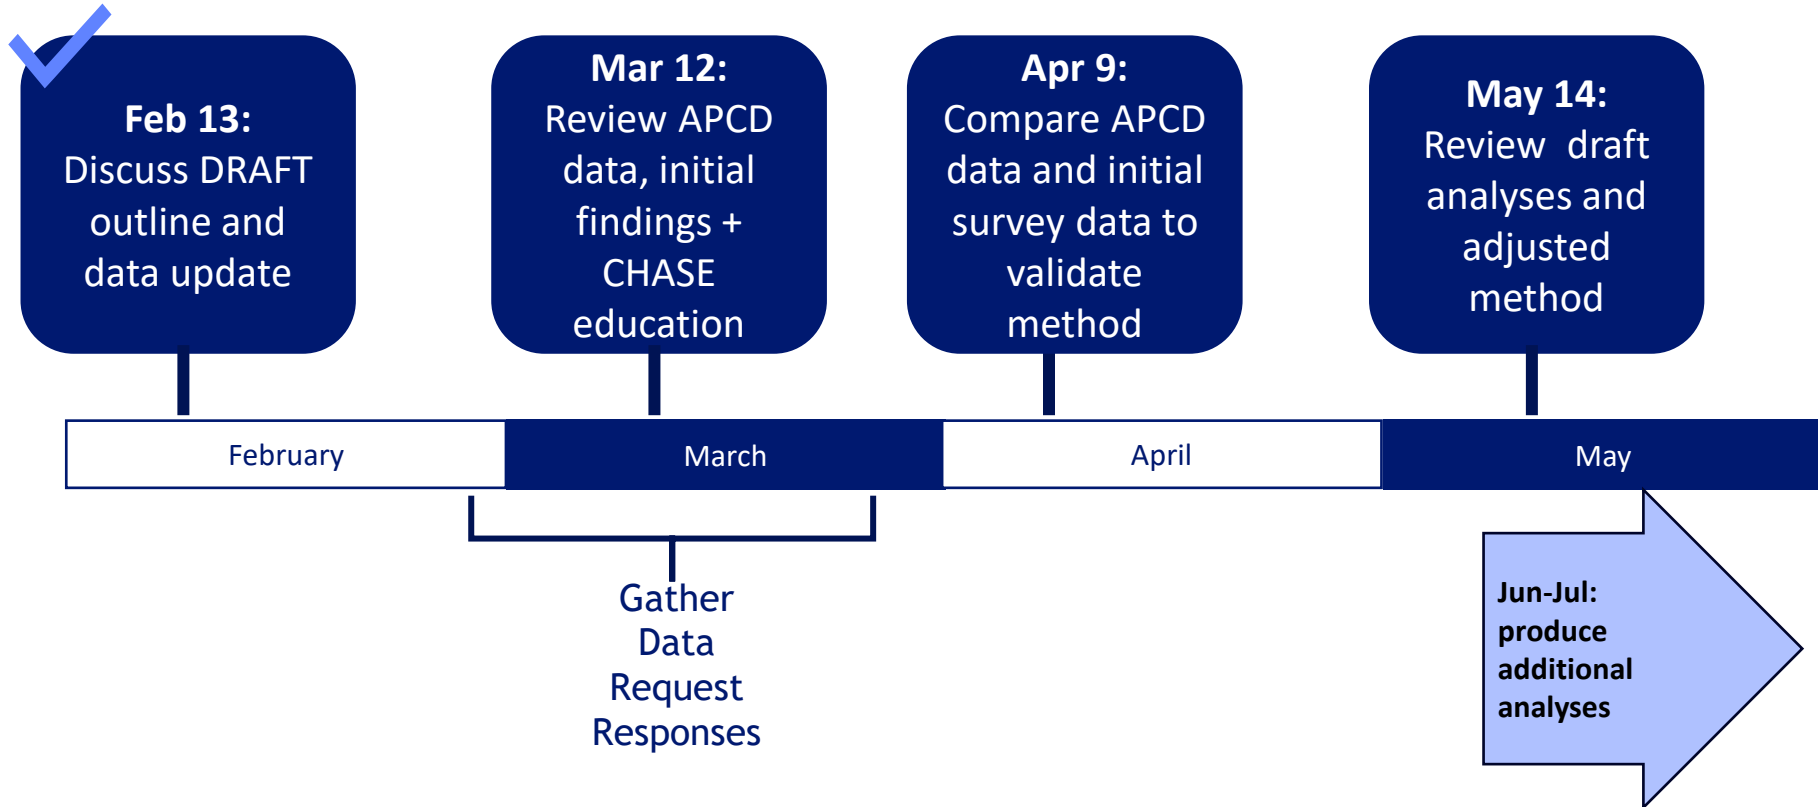 Feb 13:
Discuss DRAFT
outline and
data update
Mar 12:
Review APCD
data, initial
findings +
CHASE
education
Apr 9:
Compare APCD
data and initial
survey data to
validate
method
May 14:
Review draft
analyses and
adjusted
method
February
March
April
May
Gather
Data
Request
Responses
Jun-Jul:
produce
additional
analyses